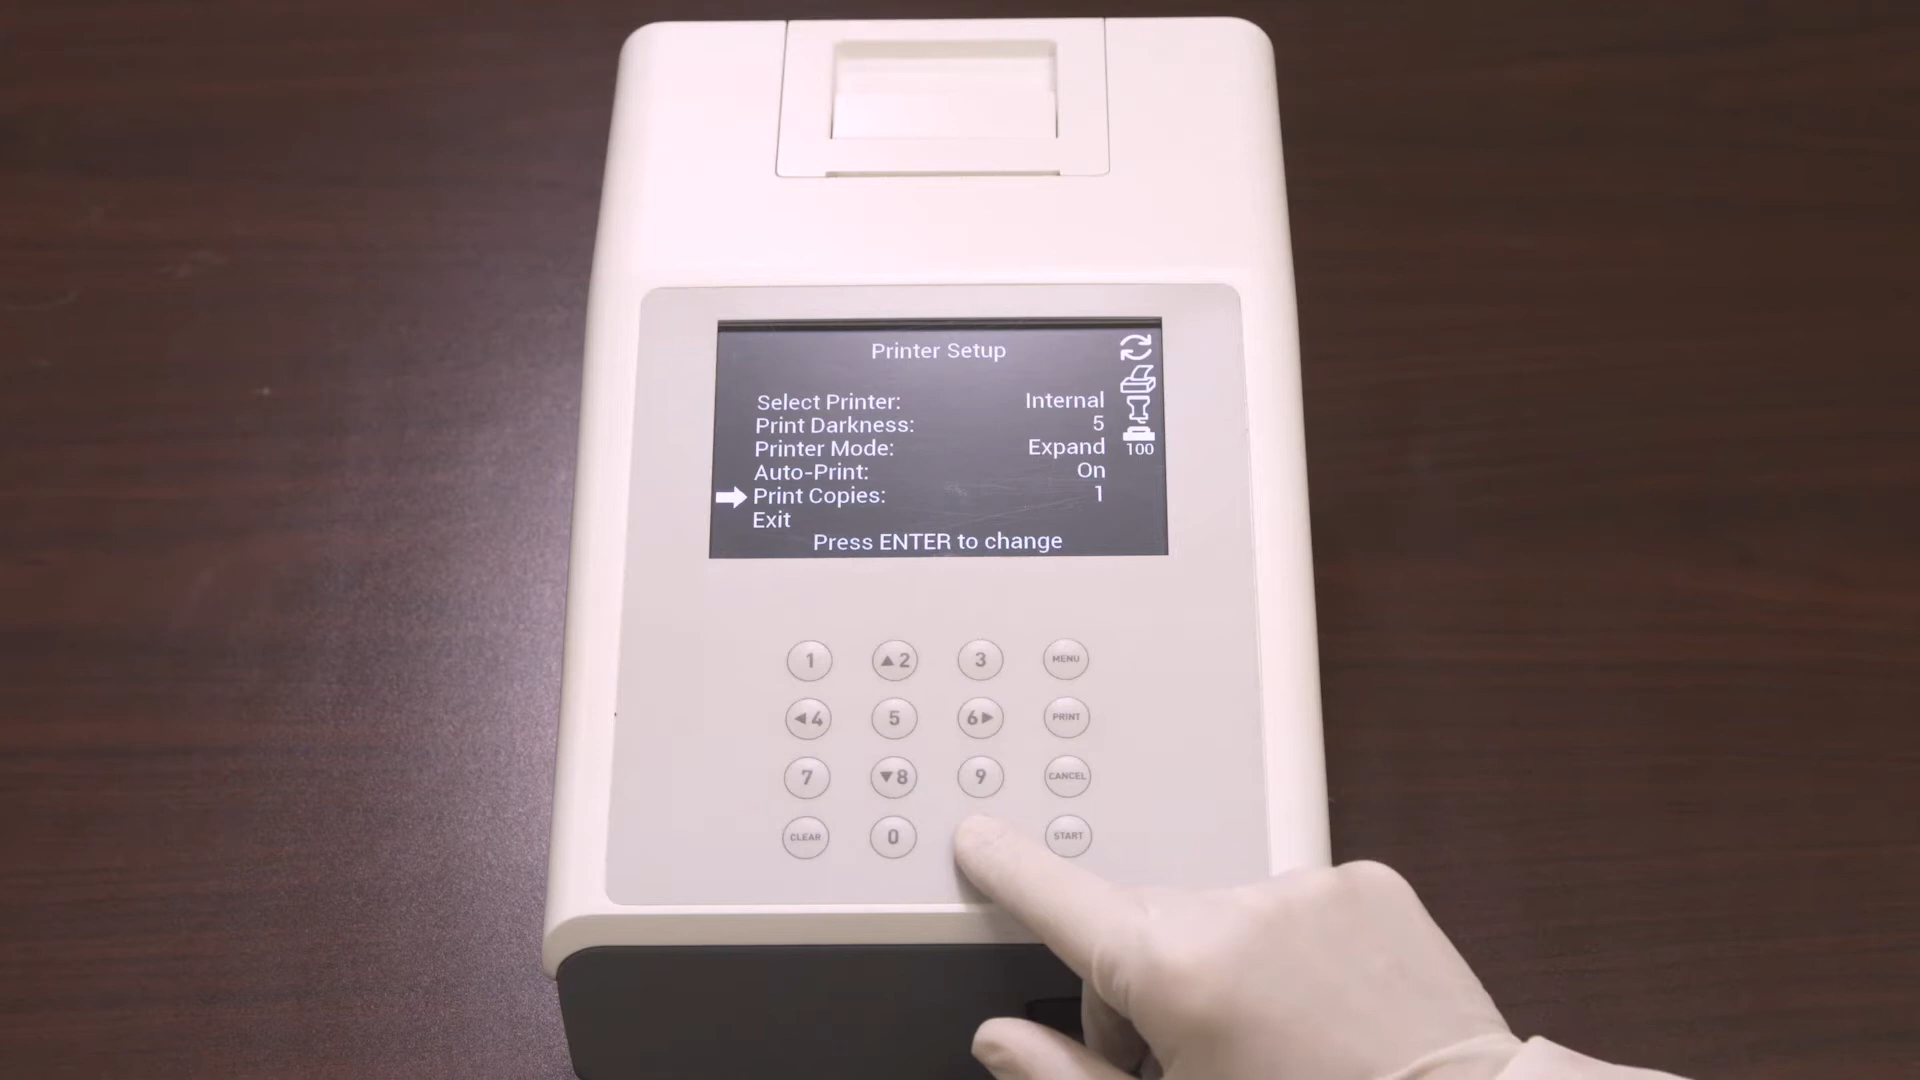 Printer Setup
Select Printer: Internal
Print Darkness: 5
Printer Mode: Expand
Auto-Print: On
Print Copies: 1
Exit
Press ENTER to change
100
1 ▲2 3 MENU
◀4 5 6▶ PRINT
7 ▼8 9 CANCEL
CLEAR 0 START